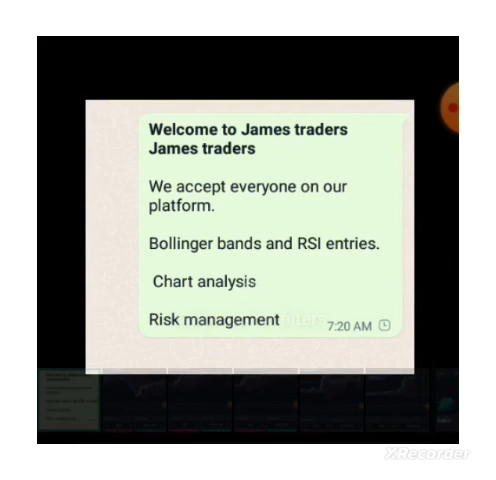 Welcome to James traders
James traders
We accept everyone on our
platform.
Bollinger bands and RSI entries.
Chart analysis
Risk management
7:20 AM
XRecorder